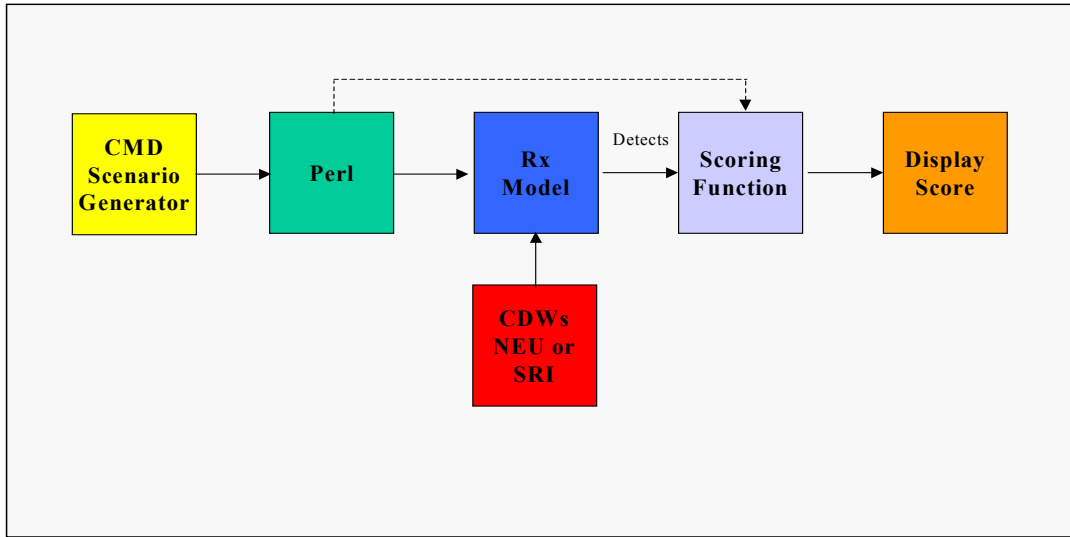 CMD
Scenario
Generator
Perl
Rx
Model
Detects
Scoring
Function
Display
Score
CDWs
NEU or
SRI